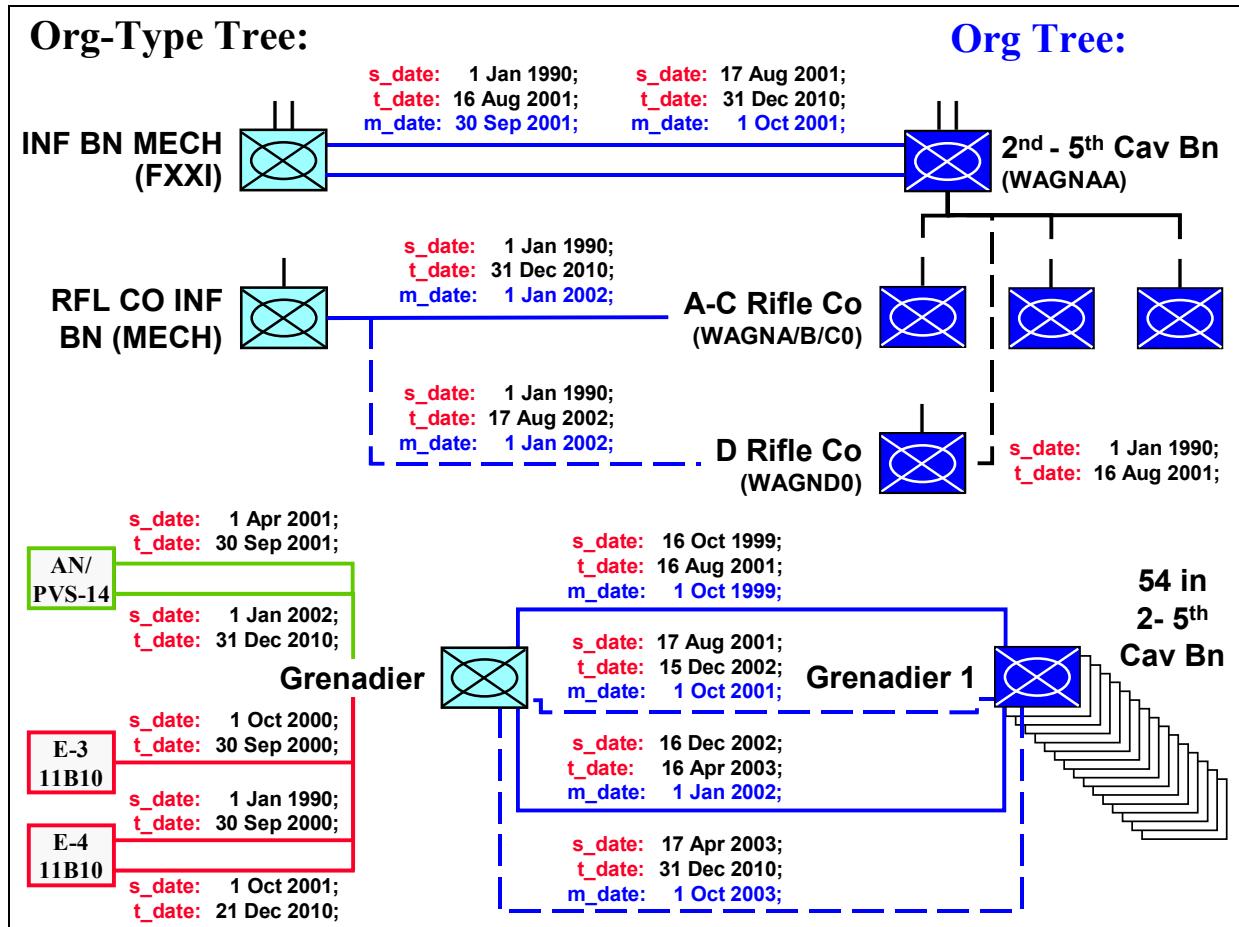 Org-Type Tree:
Org Tree:
s_date: 1 Jan 1990;
t_date: 16 Aug 2001;
m_date: 30 Sep 2001;
s_date: 17 Aug 2001;
t_date: 31 Dec 2010;
m_date: 1 Oct 2001;
INF BN MECH
(FXXI)
2nd - 5th Cav Bn
(WAGNAA)
s_date: 1 Jan 1990;
t_date: 31 Dec 2010;
m_date: 1 Jan 2002;
RFL CO INF
BN (MECH)
A-C Rifle Co
(WAGNA/B/C0)
s_date: 1 Jan 1990;
t_date: 17 Aug 2002;
m_date: 1 Jan 2002;
D Rifle Co
(WAGND0)
s_date: 1 Jan 1990;
t_date: 16 Aug 2001;
s_date: 1 Apr 2001;
t_date: 30 Sep 2001;
AN/
PVS-14
s_date: 1 Jan 2002;
t_date: 31 Dec 2010;
Grenadier
s_date: 1 Oct 2000;
t_date: 30 Sep 2000;
E-3
11B10
s_date: 1 Jan 1990;
t_date: 30 Sep 2000;
E-4
11B10
s_date: 1 Oct 2001;
t_date: 21 Dec 2010;
s_date: 16 Oct 1999;
t_date: 16 Aug 2001;
m_date: 1 Oct 1999;
s_date: 17 Aug 2001;
t_date: 15 Dec 2002;
m_date: 1 Oct 2001;
Grenadier 1
54 in
2- 5th
Cav Bn
s_date: 16 Dec 2002;
t_date: 16 Apr 2003;
m_date: 1 Jan 2002;
s_date: 17 Apr 2003;
t_date: 31 Dec 2010;
m_date: 1 Oct 2003;